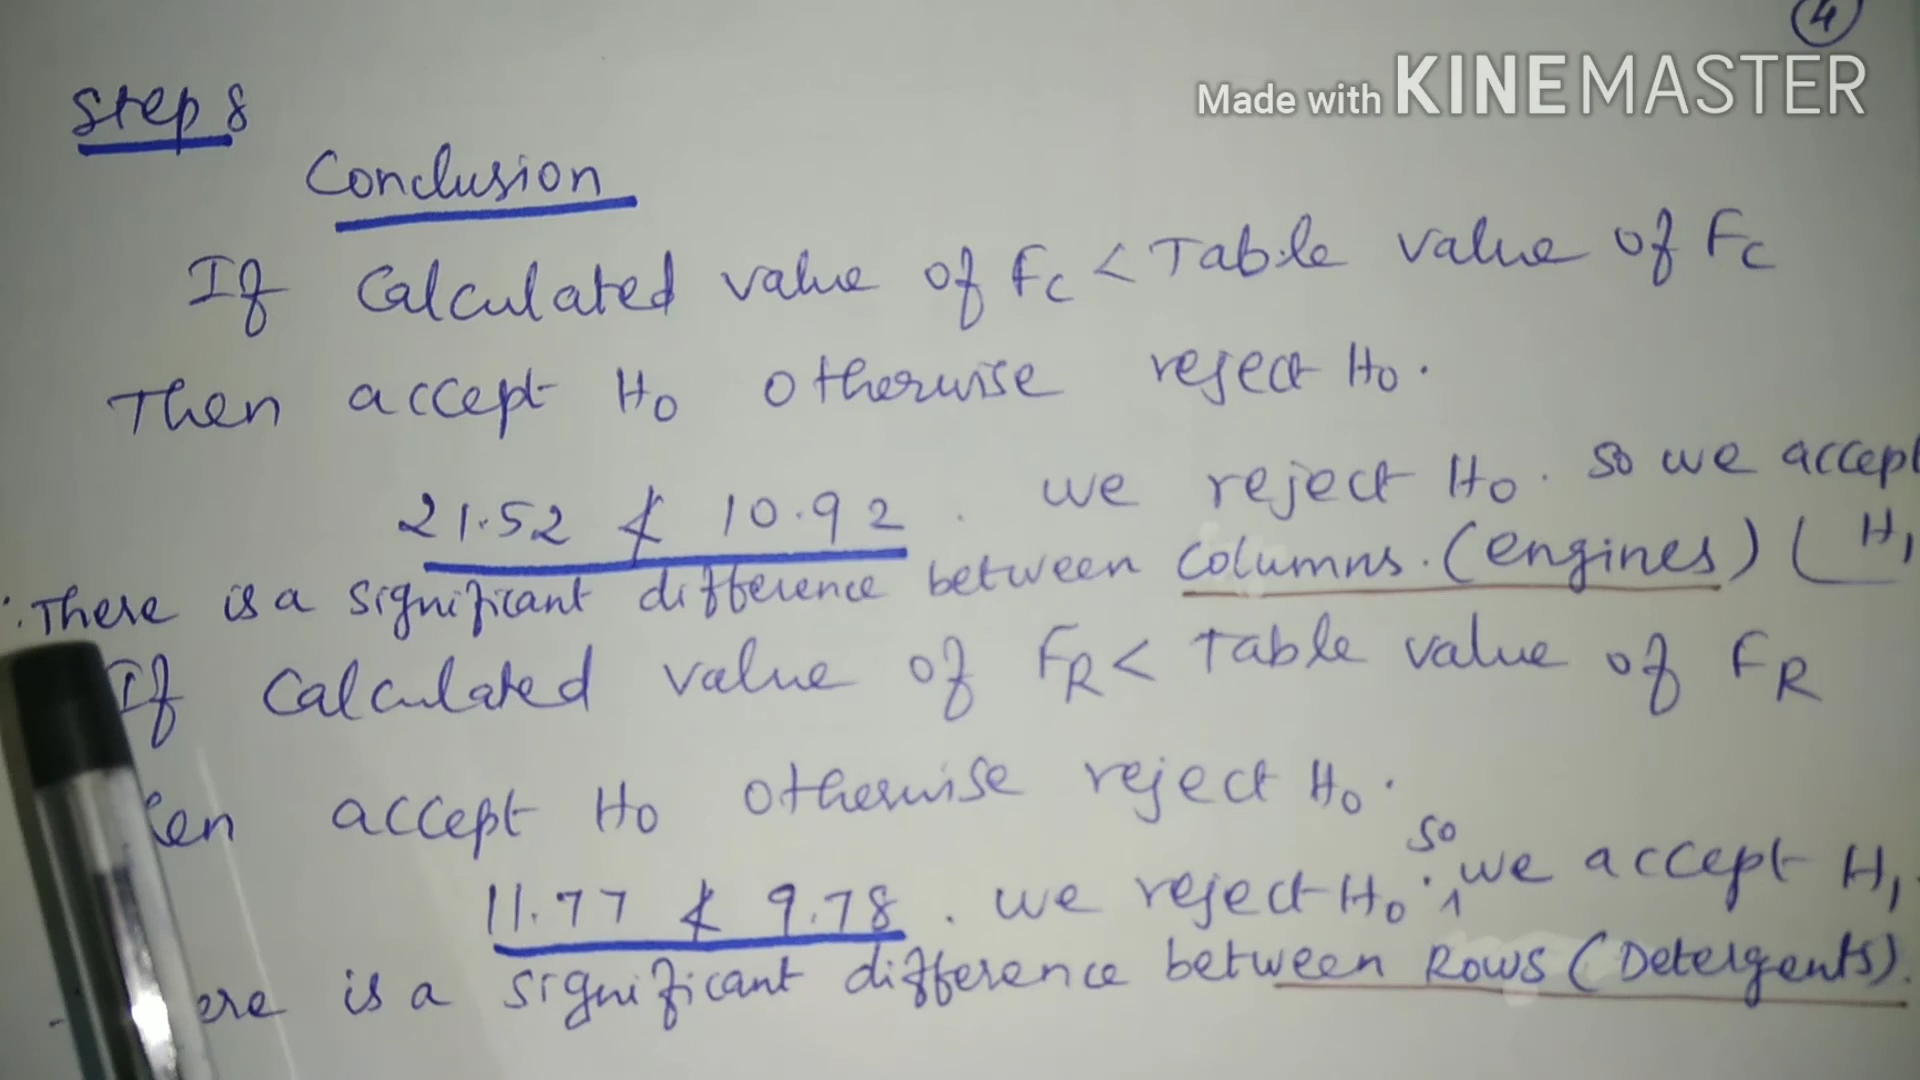 4
Made with KINEMASTER
Step 8
Conclusion
If Calculated value of Fc < Table value of Fc
Then accept H0 otherwise reject H0.
21.52 ≮ 10.92. we reject H0. So we accept H1
∴ There is a significant difference between Columns. (engines) (
If Calculated value of FR < Table value of FR
accept H0 otherwise reject H0.
11.77 ≮ 9.78. we reject H0. so we accept H1.
is a significant difference between Rows (Detergents).